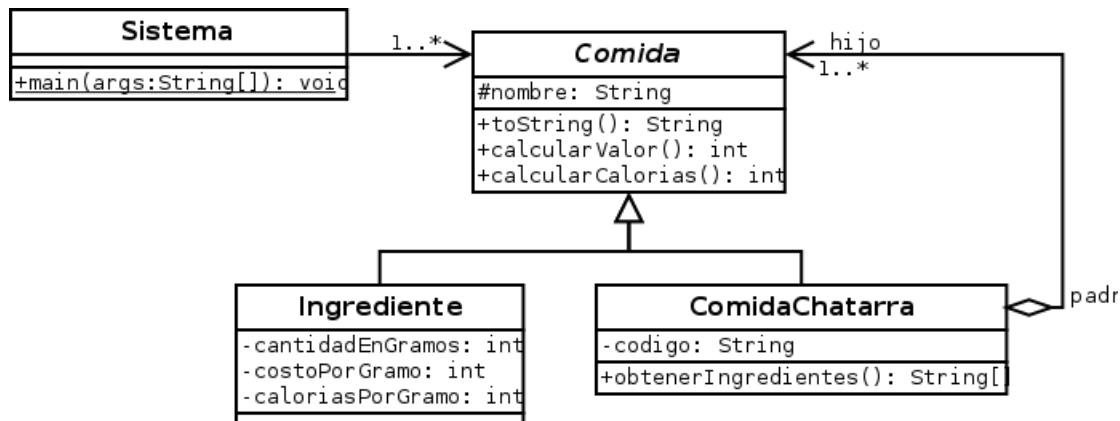 Sistema
+main(args:String[]): void
1..*
Comida
#nombre: String
+toString(): String
+calcularValor(): int
+calcularCalorias(): int
hijo
1..*
Ingrediente
-cantidadEnGramos: int
-costoPorGramo: int
-caloriasPorGramo: int
ComidaChatarra
-codigo: String
+obtenerIngredientes(): String[]
padr